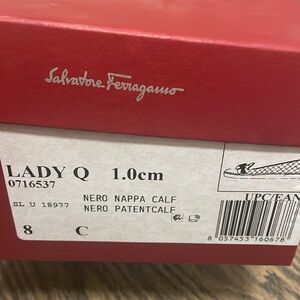 Salvatore Ferragamo
LADY Q 1.0cm
0716537
NERO NAPPA CALF
SL U 18977 NERO PATENTCALF
UPC/EAN
8 C
8 057453 160678